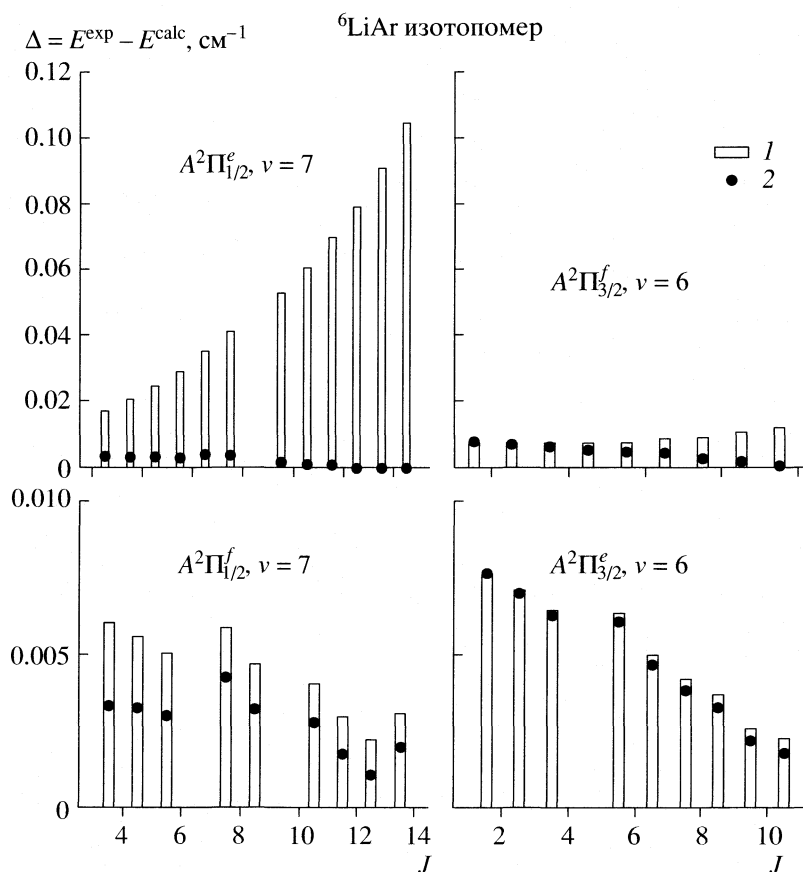 ⁶LiAr изотопомер
Δ = E^exp – E^calc, см⁻¹
0.12
0.10
0.08
0.06
0.04
0.02
0
A²Π^e_1/2, v = 7
1
2
A²Π^f_3/2, v = 6
0.010
0.005
0
A²Π^f_1/2, v = 7
A²Π^e_3/2, v = 6
4 6 8 10 12 14
J
2 4 6 8 10
J